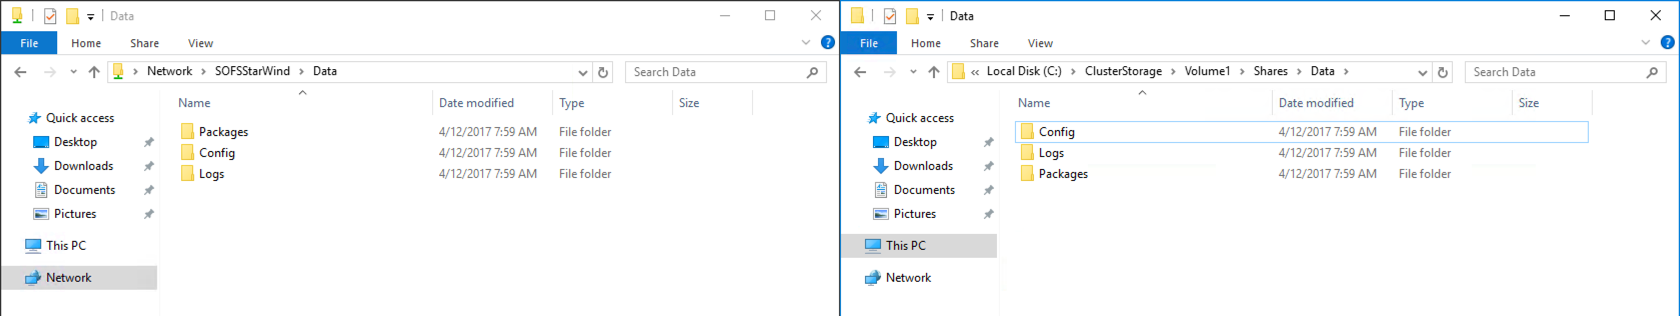 Data
File Home Share View
Network SOFSStarWind Data Search Data
Name Date modified Type Size
Quick access
Desktop
Downloads
Documents
Pictures
This PC
Network
Packages 4/12/2017 7:59 AM File folder
Config 4/12/2017 7:59 AM File folder
Logs 4/12/2017 7:59 AM File folder
Data
File Home Share View
« Local Disk (C:) ClusterStorage Volume1 Shares Data Search Data
Name Date modified Type Size
Quick access
Desktop
Downloads
Documents
Pictures
This PC
Network
Config 4/12/2017 7:59 AM File folder
Logs 4/12/2017 7:59 AM File folder
Packages 4/12/2017 7:59 AM File folder